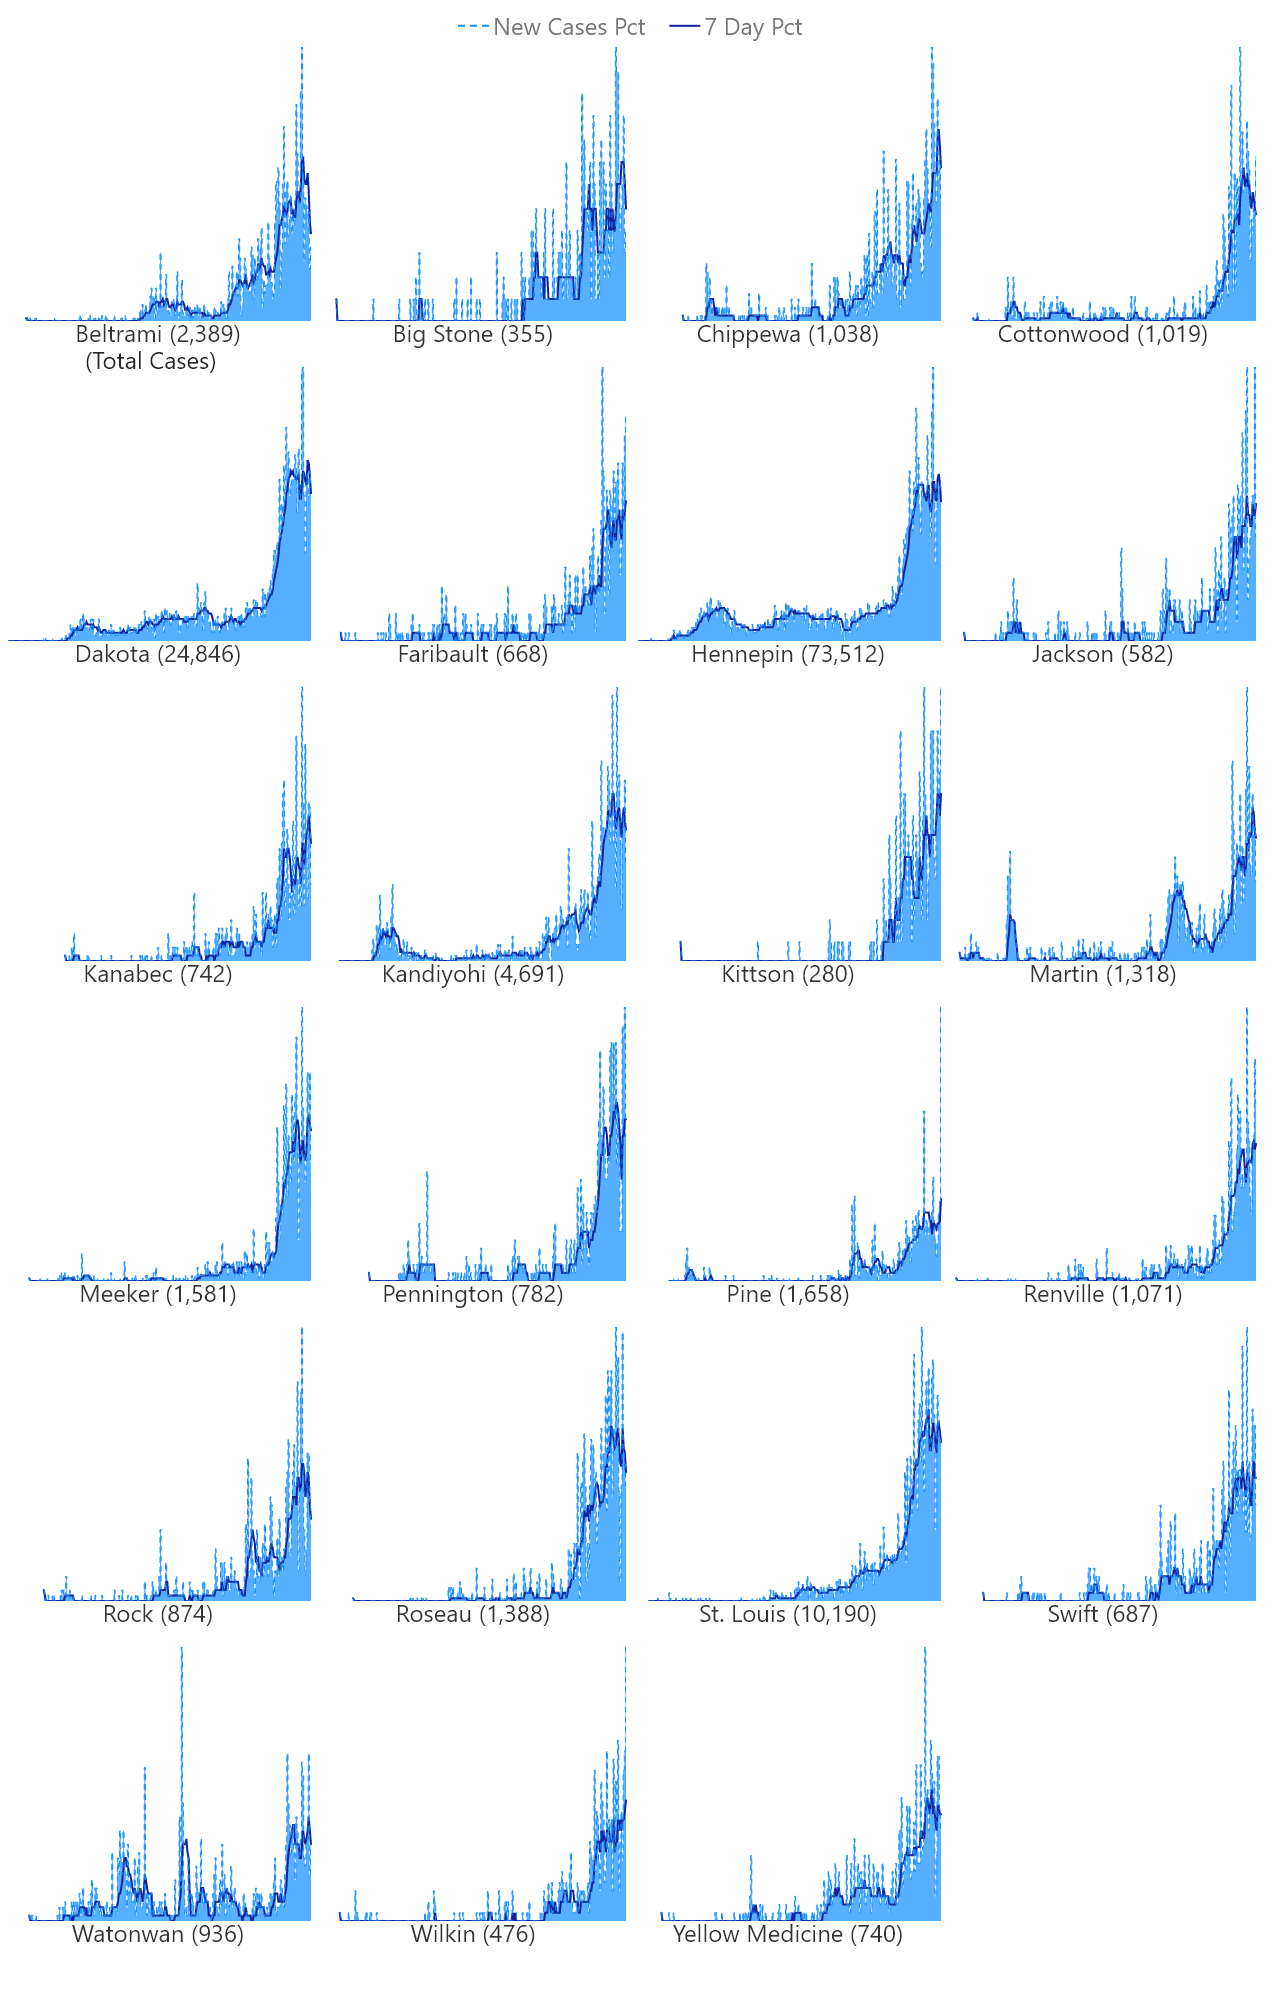 New Cases Pct 7 Day Pct
Beltrami (2,389) Big Stone (355) Chippewa (1,038) Cottonwood (1,019)
(Total Cases)
Dakota (24,846) Faribault (668) Hennepin (73,512) Jackson (582)
Kanabec (742) Kandiyohi (4,691) Kittson (280) Martin (1,318)
Meeker (1,581) Pennington (782) Pine (1,658) Renville (1,071)
Rock (874) Roseau (1,388) St. Louis (10,190) Swift (687)
Watonwan (936) Wilkin (476) Yellow Medicine (740)